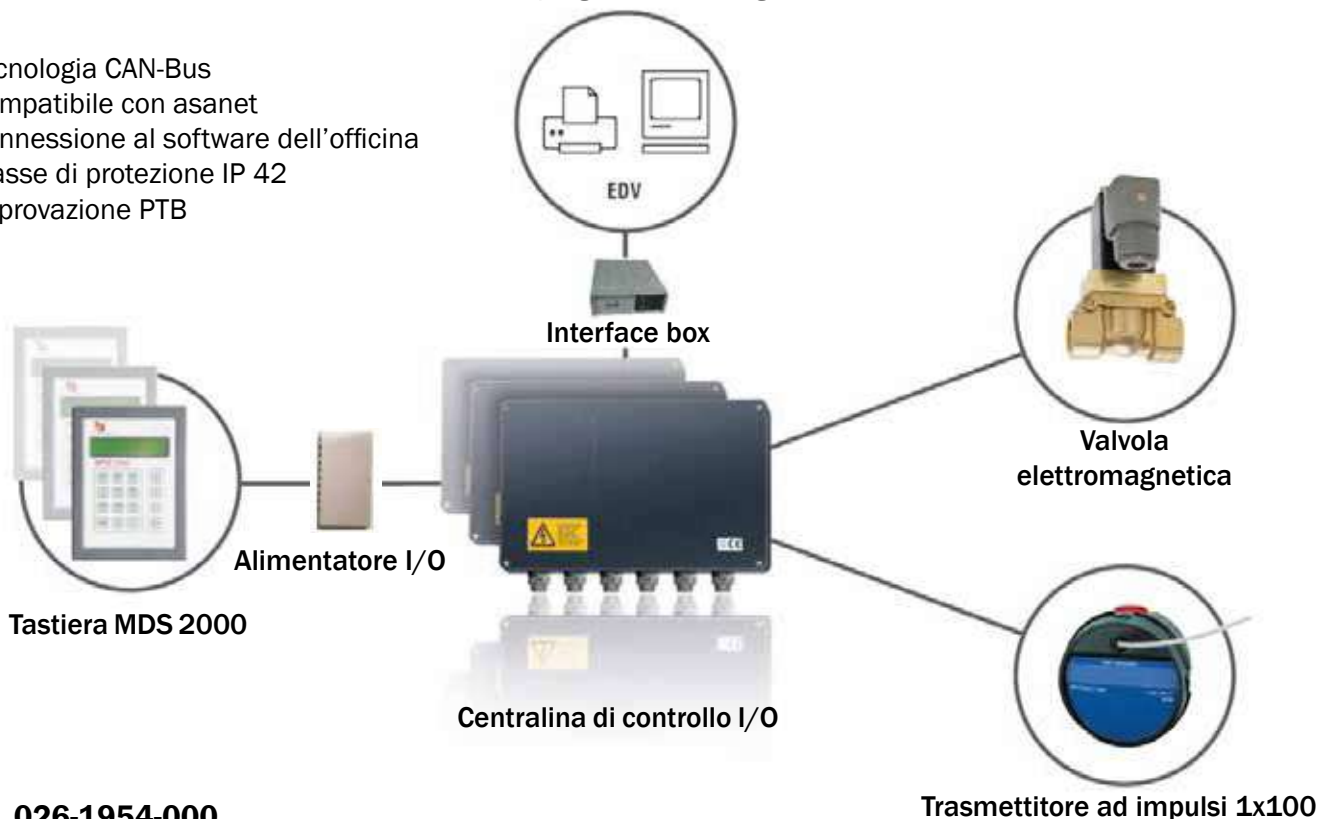 cnologia CAN-Bus
mpatibile con asanet
nnessione al software dell'officina
asse di protezione IP 42
provazione PTB
EDV
Interface box
Valvola
elettromagnetica
Alimentatore I/O
Tastiera MDS 2000
Centralina di controllo I/O
Trasmettitore ad impulsi 1x100
026-1954-000